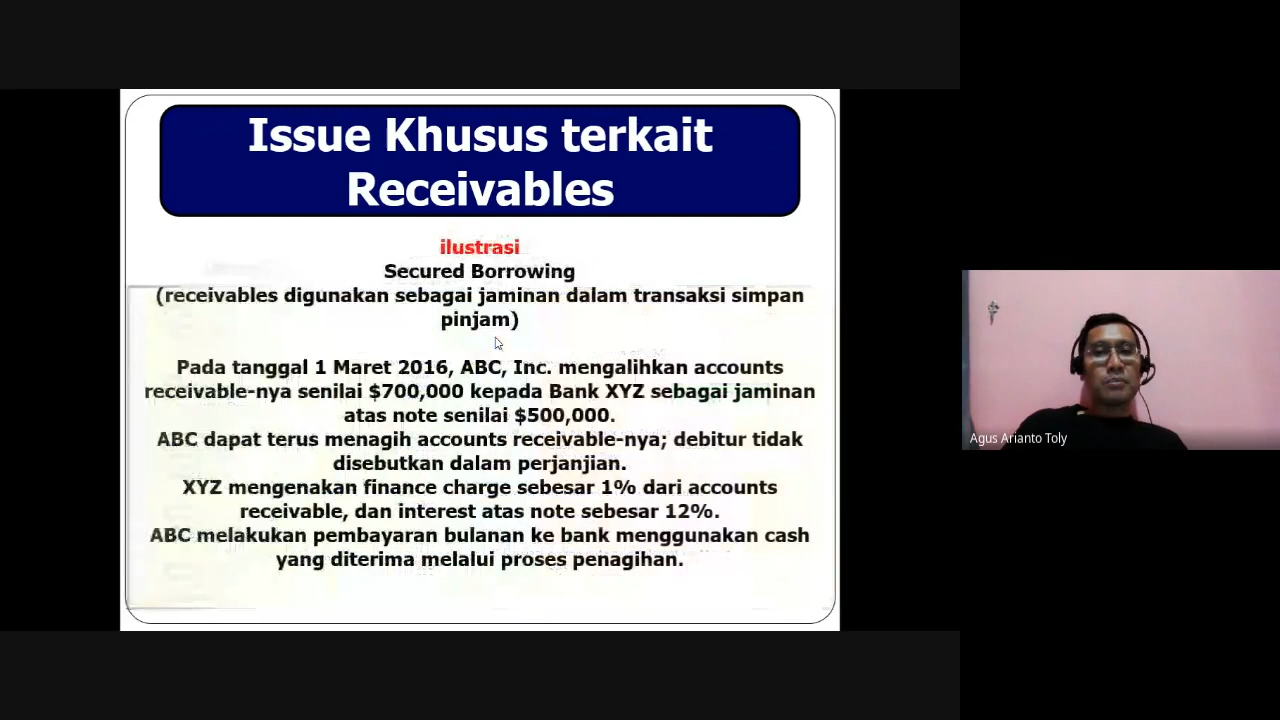 Issue Khusus terkait
Receivables
ilustrasi
Secured Borrowing
(receivables digunakan sebagai jaminan dalam transaksi simpan
pinjam)
Pada tanggal 1 Maret 2016, ABC, Inc. mengalihkan accounts
receivable-nya senilai $700,000 kepada Bank XYZ sebagai jaminan
atas note senilai $500,000.
ABC dapat terus menagih accounts receivable-nya; debitur tidak
disebutkan dalam perjanjian.
XYZ mengenakan finance charge sebesar 1% dari accounts
receivable, dan interest atas note sebesar 12%.
ABC melakukan pembayaran bulanan ke bank menggunakan cash
yang diterima melalui proses penagihan.
Agus Arianto Toly